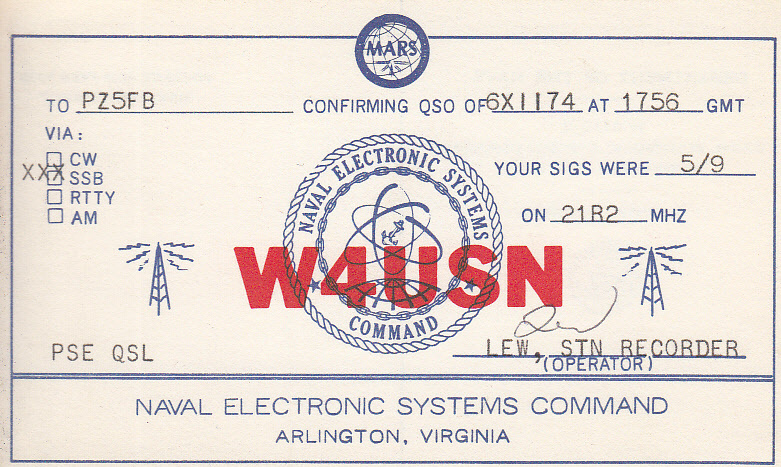 MARS
TO PZ5FB CONFIRMING QSO OF 6XII74 AT 1756 GMT
VIA:
CW
XXX SSB
RTTY
AM
YOUR SIGS WERE 5/9
ON 21R2 MHZ
NAVAL ELECTRONIC SYSTEMS
COMMAND
W4USN
Lew
PSE QSL
LEW, STN RECORDER
(OPERATOR)
NAVAL ELECTRONIC SYSTEMS COMMAND
ARLINGTON, VIRGINIA